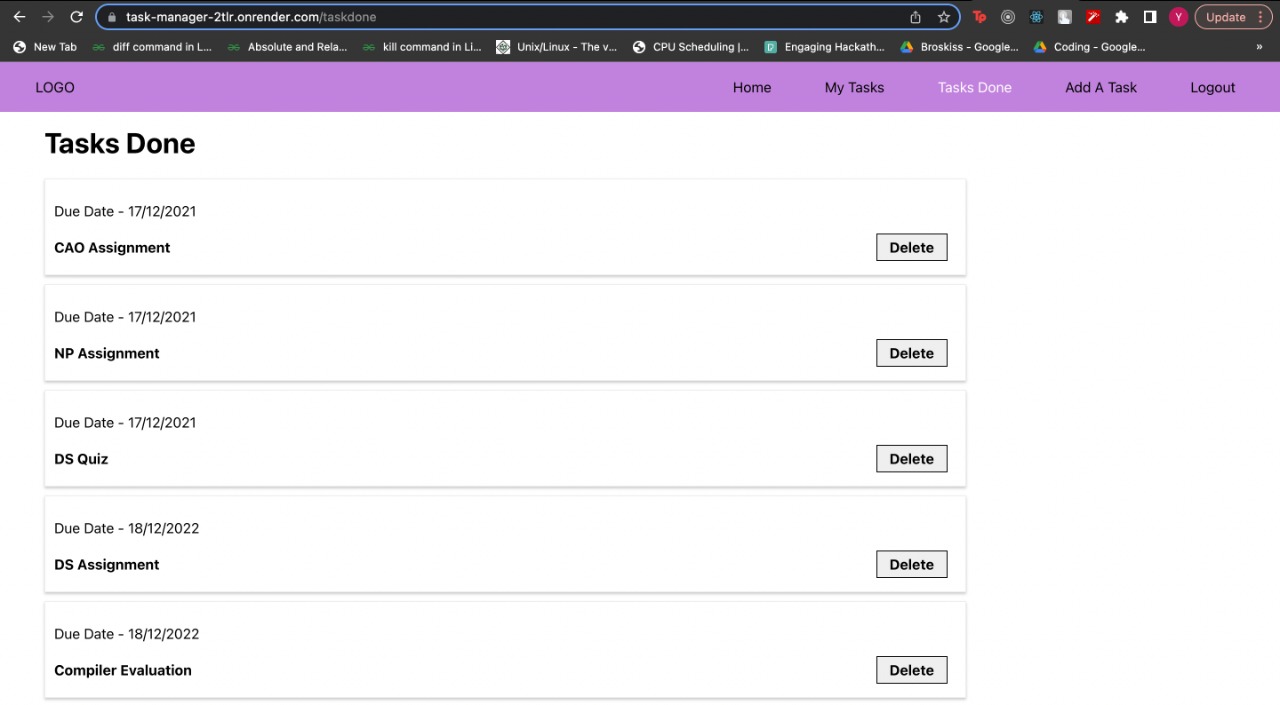 task-manager-2tlr.onrender.com/taskdone
Tp
Y
Update
New Tab
diff command in L...
Absolute and Rela...
kill command in Li...
Unix/Linux - The v...
CPU Scheduling |...
Engaging Hackath...
Broskiss - Google...
Coding - Google...
»
LOGO
Home
My Tasks
Tasks Done
Add A Task
Logout
Tasks Done
Due Date - 17/12/2021
CAO Assignment
Delete
Due Date - 17/12/2021
NP Assignment
Delete
Due Date - 17/12/2021
DS Quiz
Delete
Due Date - 18/12/2022
DS Assignment
Delete
Due Date - 18/12/2022
Compiler Evaluation
Delete